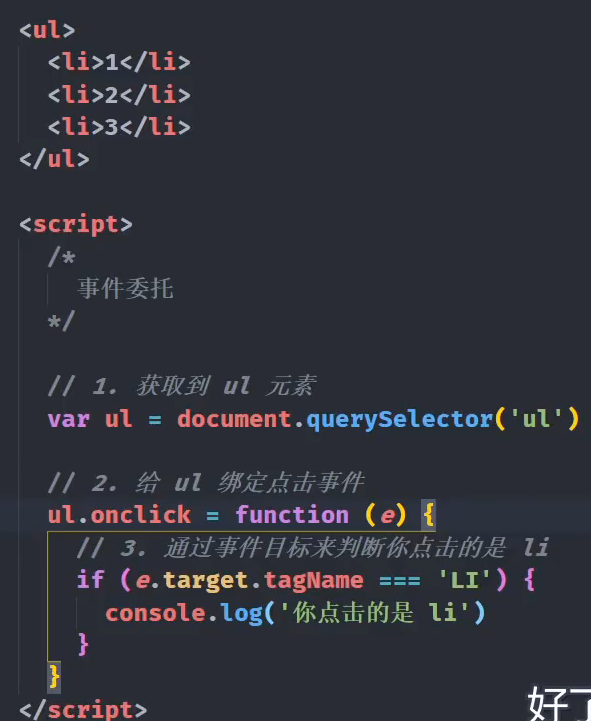 <ul>
<li>1</li>
<li>2</li>
<li>3</li>
</ul>
<script>
/*
事件委托
*/
// 1. 获取到 ul 元素
var ul = document.querySelector('ul')
// 2. 给 ul 绑定点击事件
ul.onclick = function (e) {
// 3. 通过事件目标来判断你点击的是 li
if (e.target.tagName === 'LI') {
console.log('你点击的是 li')
}
}
</script>
好了